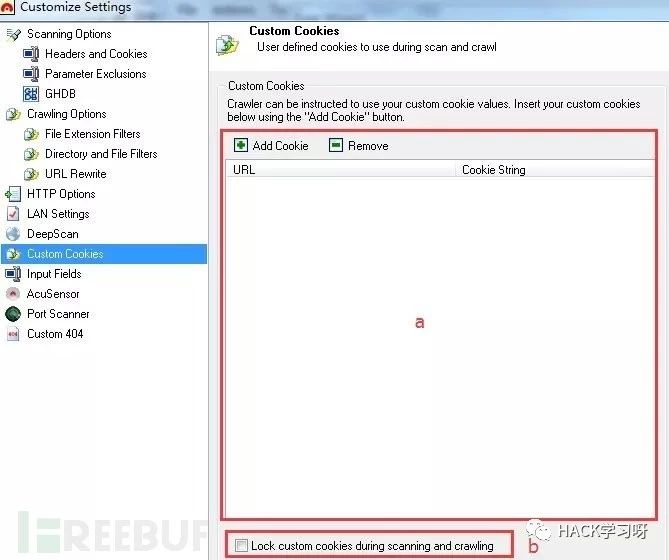 Customize Settings
Scanning Options
Headers and Cookies
Parameter Exclusions
GHDB
Crawling Options
File Extension Filters
Directory and File Filters
URL Rewrite
HTTP Options
LAN Settings
DeepScan
Custom Cookies
Input Fields
AcuSensor
Port Scanner
Custom 404
Custom Cookies
User defined cookies to use during scan and crawl
Custom Cookies
Crawler can be instructed to use your custom cookie values. Insert your custom cookies
below using the "Add Cookie" button.
Add Cookie Remove
URL Cookie String
a
Lock custom cookies during scanning and crawling
b
HACK学习呀
REEBUF